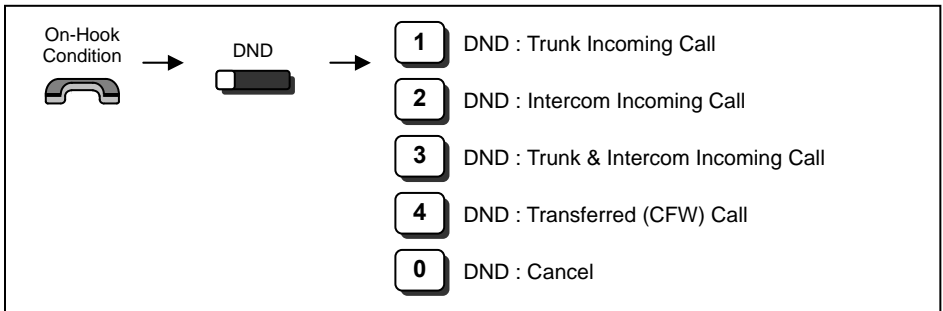 On-Hook
Condition
DND
1 DND : Trunk Incoming Call
2 DND : Intercom Incoming Call
3 DND : Trunk & Intercom Incoming Call
4 DND : Transferred (CFW) Call
0 DND : Cancel